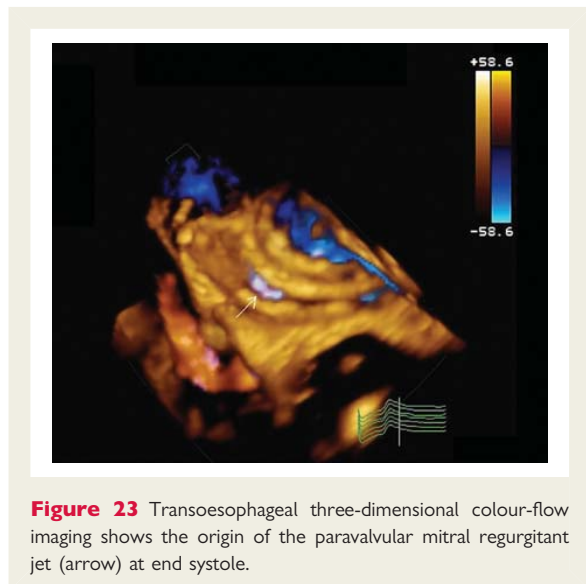 +58.6
-58.6
Figure 23 Transoesophageal three-dimensional colour-flow
imaging shows the origin of the paravalvular mitral regurgitant
jet (arrow) at end systole.